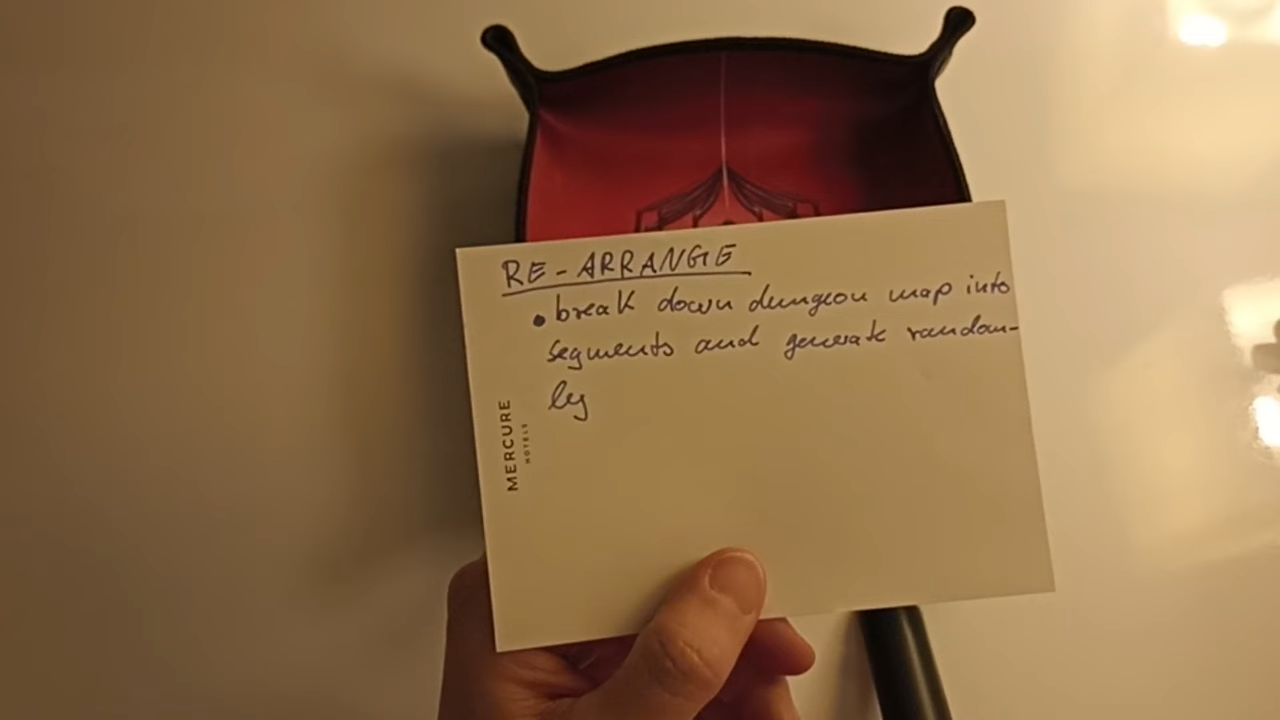 RE-ARRANGE
• break down dungeon map into
segments and generate random-
ly
MERCURE
HOTELS